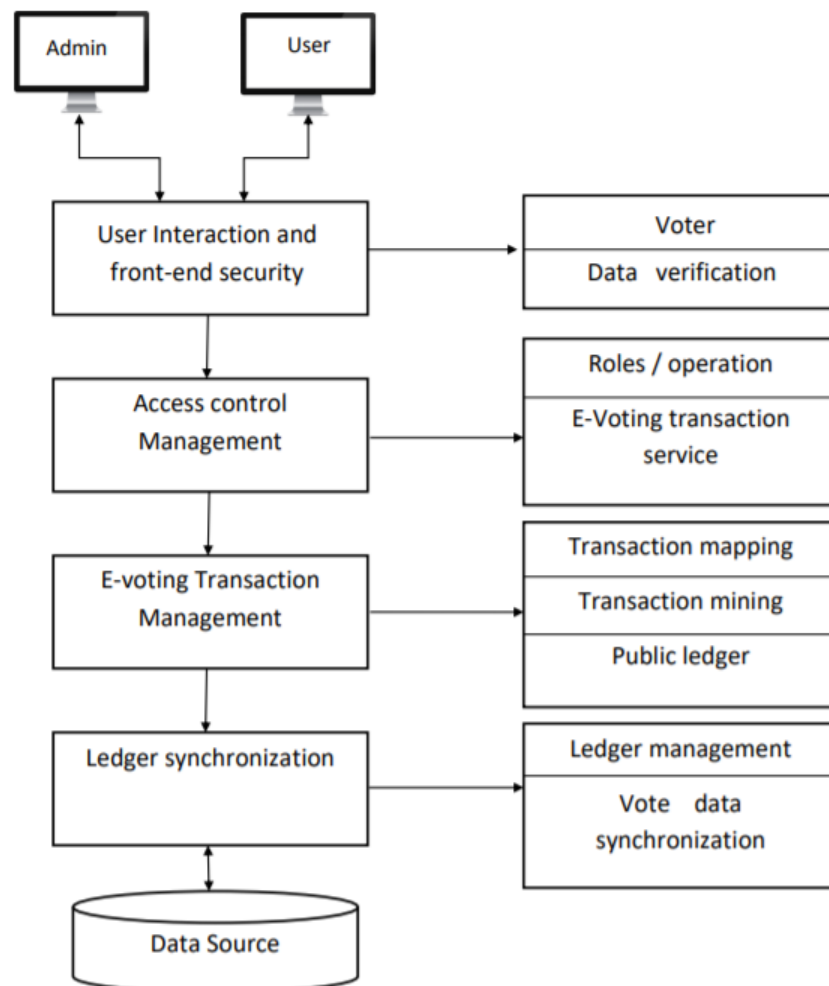 Admin
User
User Interaction and
front-end security
Voter
Data verification
Access control
Management
Roles / operation
E-Voting transaction
service
E-voting Transaction
Management
Transaction mapping
Transaction mining
Public ledger
Ledger synchronization
Ledger management
Vote data
synchronization
Data Source